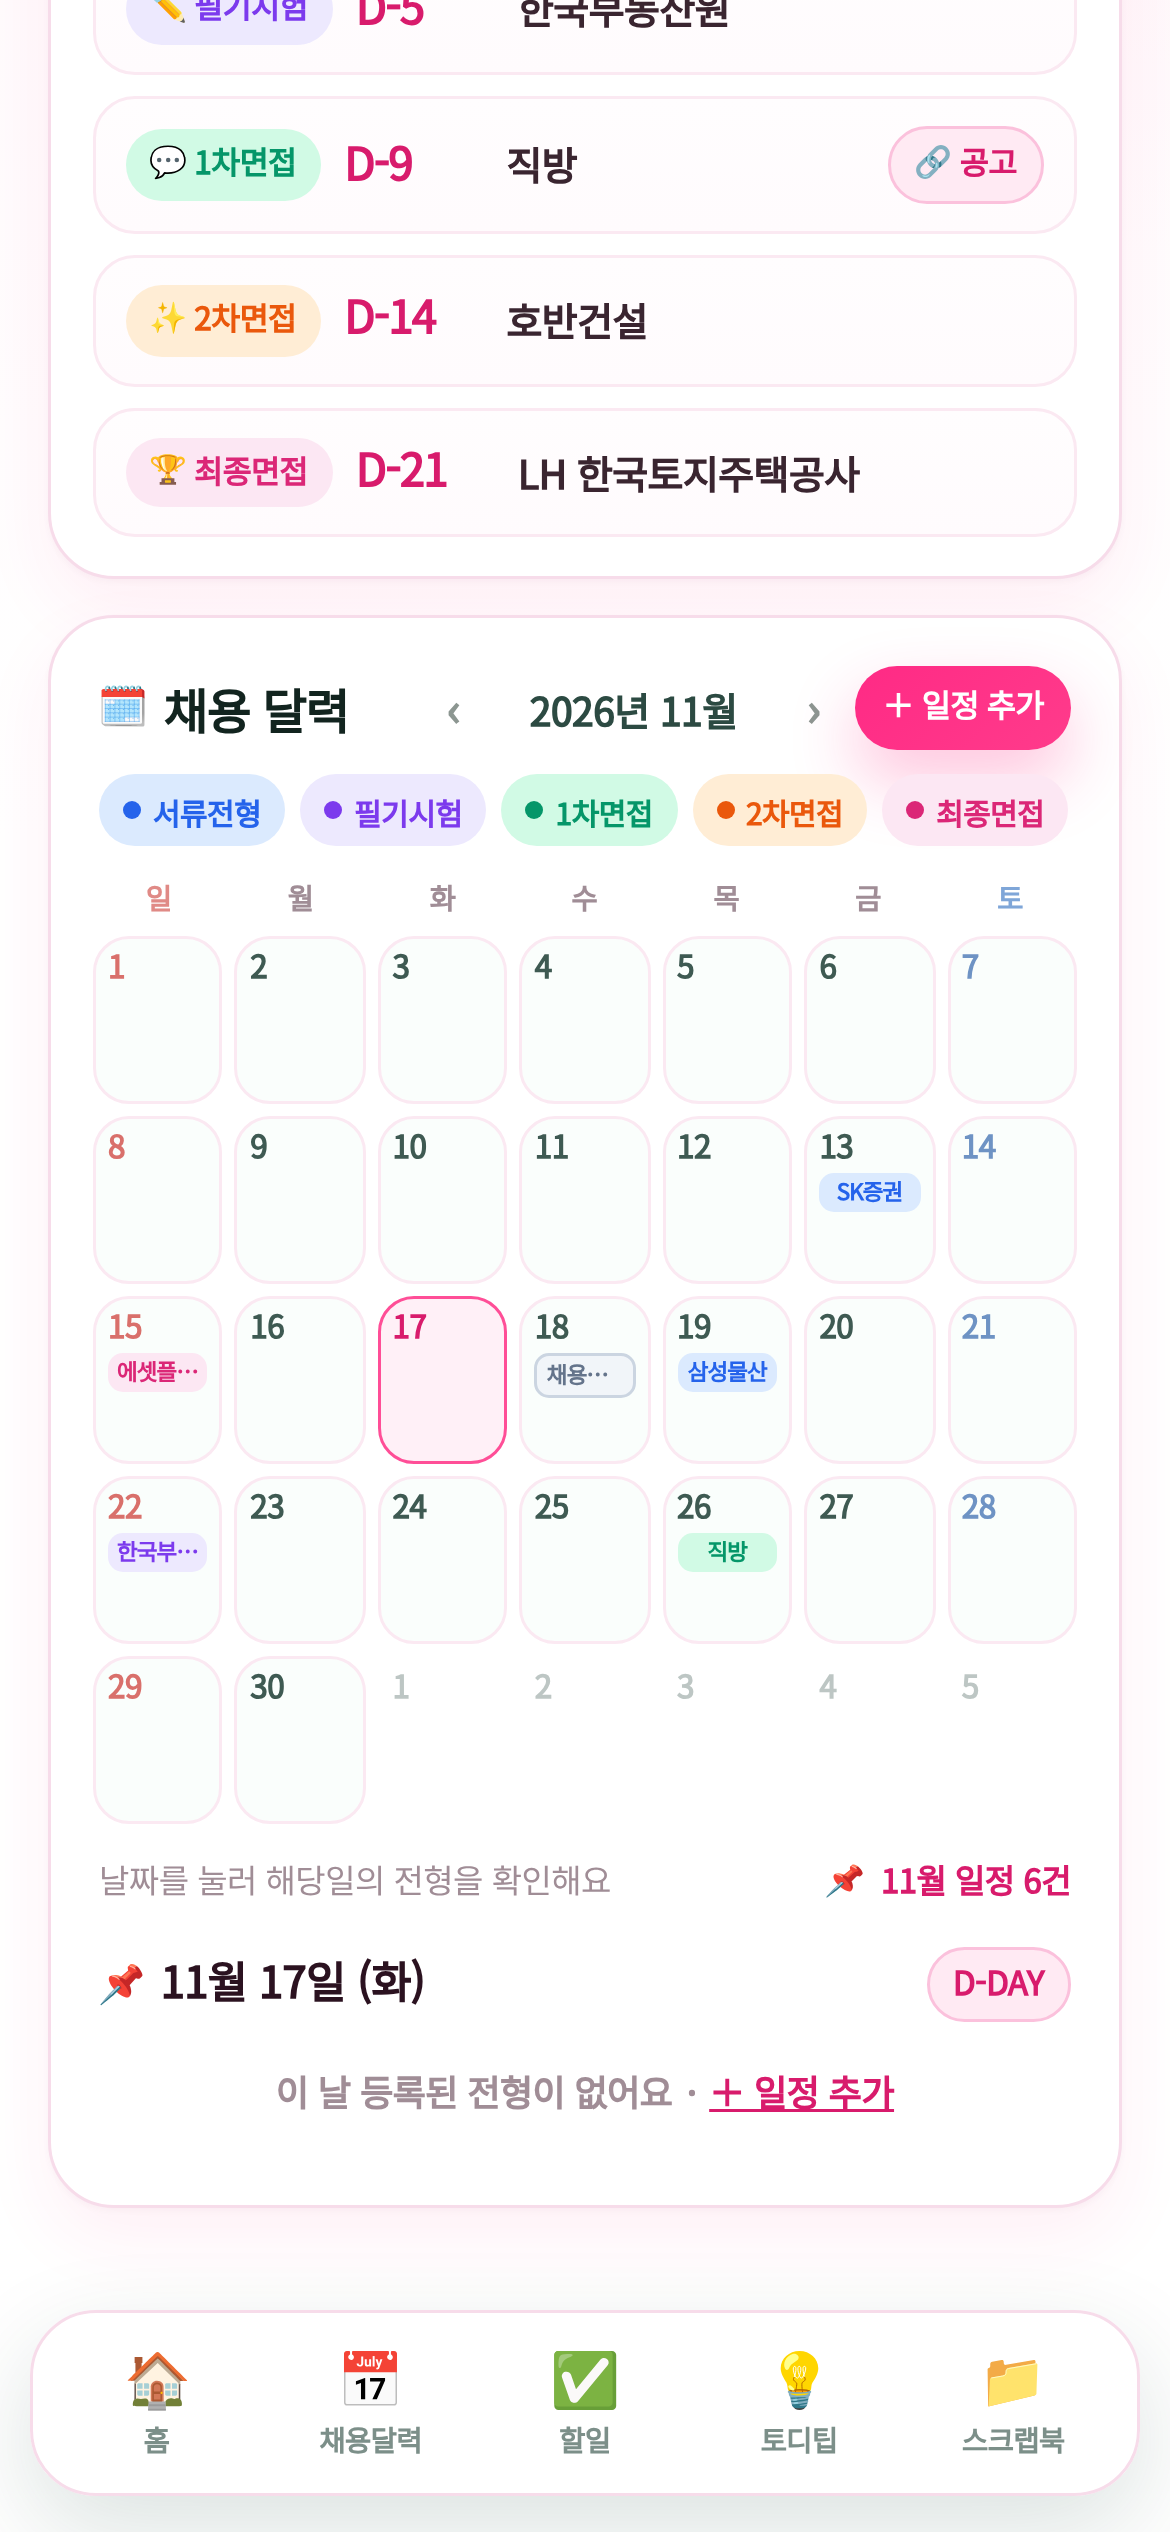 필기시험 D-5 한국부동산원
1차면접 D-9 직방 공고
2차면접 D-14 호반건설
최종면접 D-21 LH 한국토지주택공사
채용 달력 ‹ 2026년 11월 › + 일정 추가
서류전형 필기시험 1차면접 2차면접 최종면접
일 월 화 수 목 금 토
1 2 3 4 5 6 7
8 9 10 11 12 13 14
SK증권
15 16 17 18 19 20 21
에셋플… 채용… 삼성물산
22 23 24 25 26 27 28
한국부… 직방
29 30 1 2 3 4 5
날짜를 눌러 해당일의 전형을 확인해요 11월 일정 6건
11월 17일 (화) D-DAY
이 날 등록된 전형이 없어요 · + 일정 추가
July
17
홈 채용달력 할일 토디팁 스크랩북